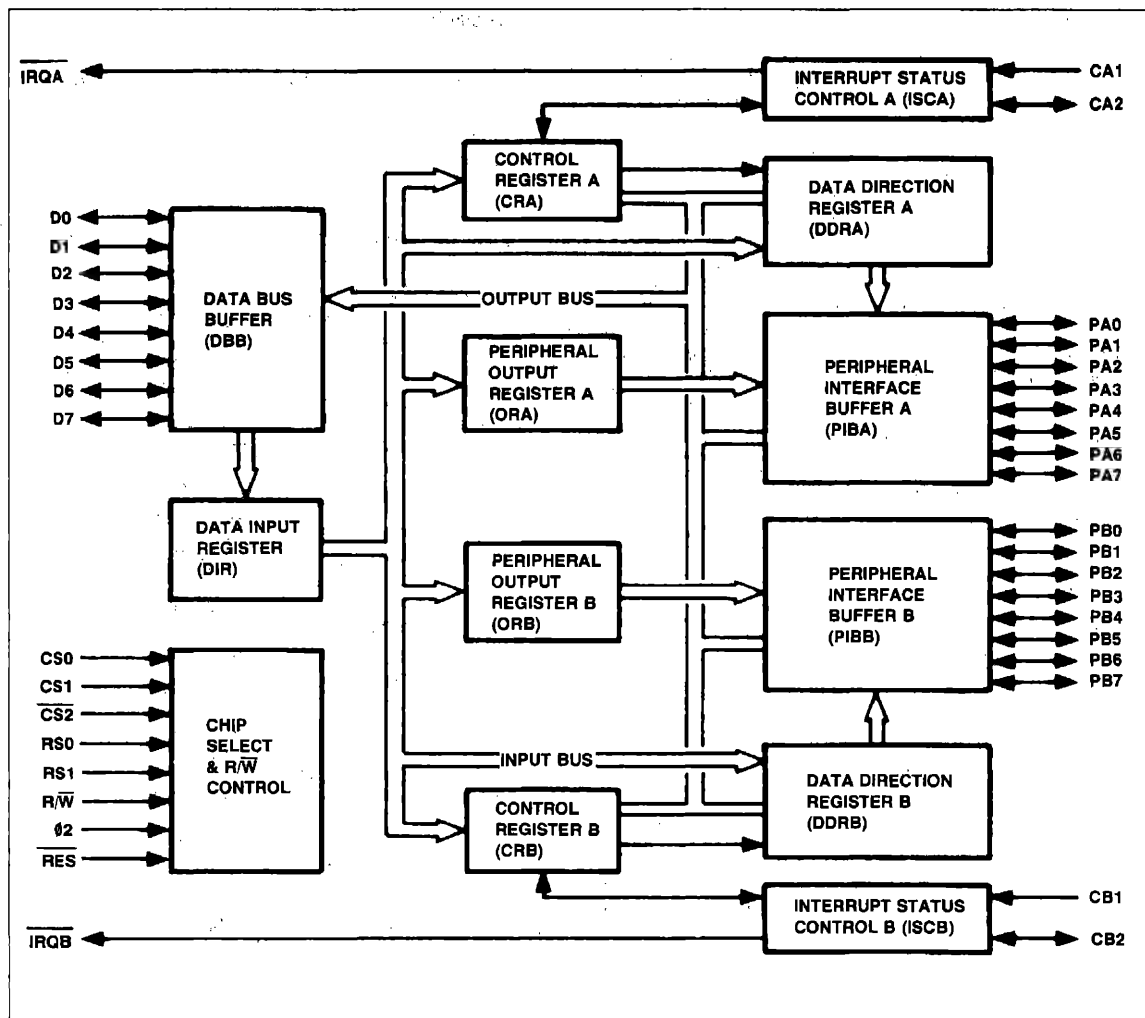 IRQA
INTERRUPT STATUS
CONTROL A (ISCA)
CA1
CA2
CONTROL
REGISTER A
(CRA)
DATA DIRECTION
REGISTER A
(DDRA)
D0
D1
D2
D3
D4
D5
D6
D7
DATA BUS
BUFFER
(DBB)
OUTPUT BUS
PERIPHERAL
OUTPUT
REGISTER A
(ORA)
PERIPHERAL
INTERFACE
BUFFER A
(PIBA)
PA0
PA1
PA2
PA3
PA4
PA5
PA6
PA7
DATA INPUT
REGISTER
(DIR)
PERIPHERAL
OUTPUT
REGISTER B
(ORB)
PERIPHERAL
INTERFACE
BUFFER B
(PIBB)
PB0
PB1
PB2
PB3
PB4
PB5
PB6
PB7
CS0
CS1
C̅S̅2̅
RS0
RS1
R/W̅
ø2
R̅E̅S̅
CHIP
SELECT
& R/W̅
CONTROL
INPUT BUS
CONTROL
REGISTER B
(CRB)
DATA DIRECTION
REGISTER B
(DDRB)
INTERRUPT STATUS
CONTROL B (ISCB)
CB1
CB2
I̅R̅Q̅B̅